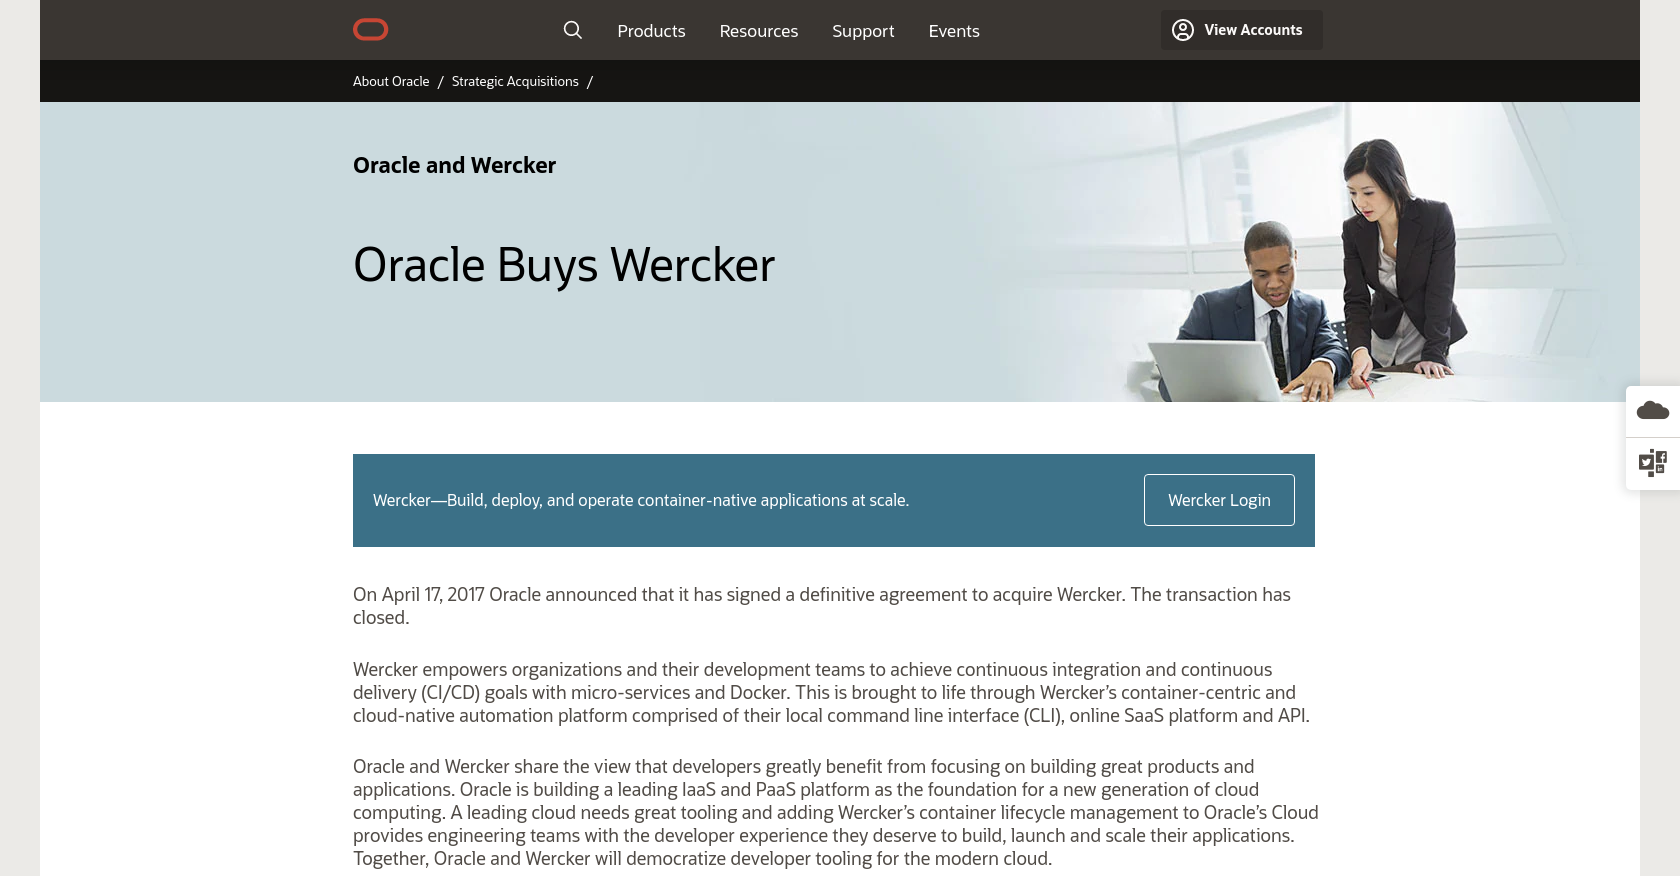 Products Resources Support Events View Accounts
About Oracle / Strategic Acquisitions /
Oracle and Wercker
Oracle Buys Wercker
Wercker—Build, deploy, and operate container-native applications at scale. Wercker Login
On April 17, 2017 Oracle announced that it has signed a definitive agreement to acquire Wercker. The transaction has
closed.
Wercker empowers organizations and their development teams to achieve continuous integration and continuous
delivery (CI/CD) goals with micro-services and Docker. This is brought to life through Wercker’s container-centric and
cloud-native automation platform comprised of their local command line interface (CLI), online SaaS platform and API.
Oracle and Wercker share the view that developers greatly benefit from focusing on building great products and
applications. Oracle is building a leading IaaS and PaaS platform as the foundation for a new generation of cloud
computing. A leading cloud needs great tooling and adding Wercker’s container lifecycle management to Oracle’s Cloud
provides engineering teams with the developer experience they deserve to build, launch and scale their applications.
Together, Oracle and Wercker will democratize developer tooling for the modern cloud.